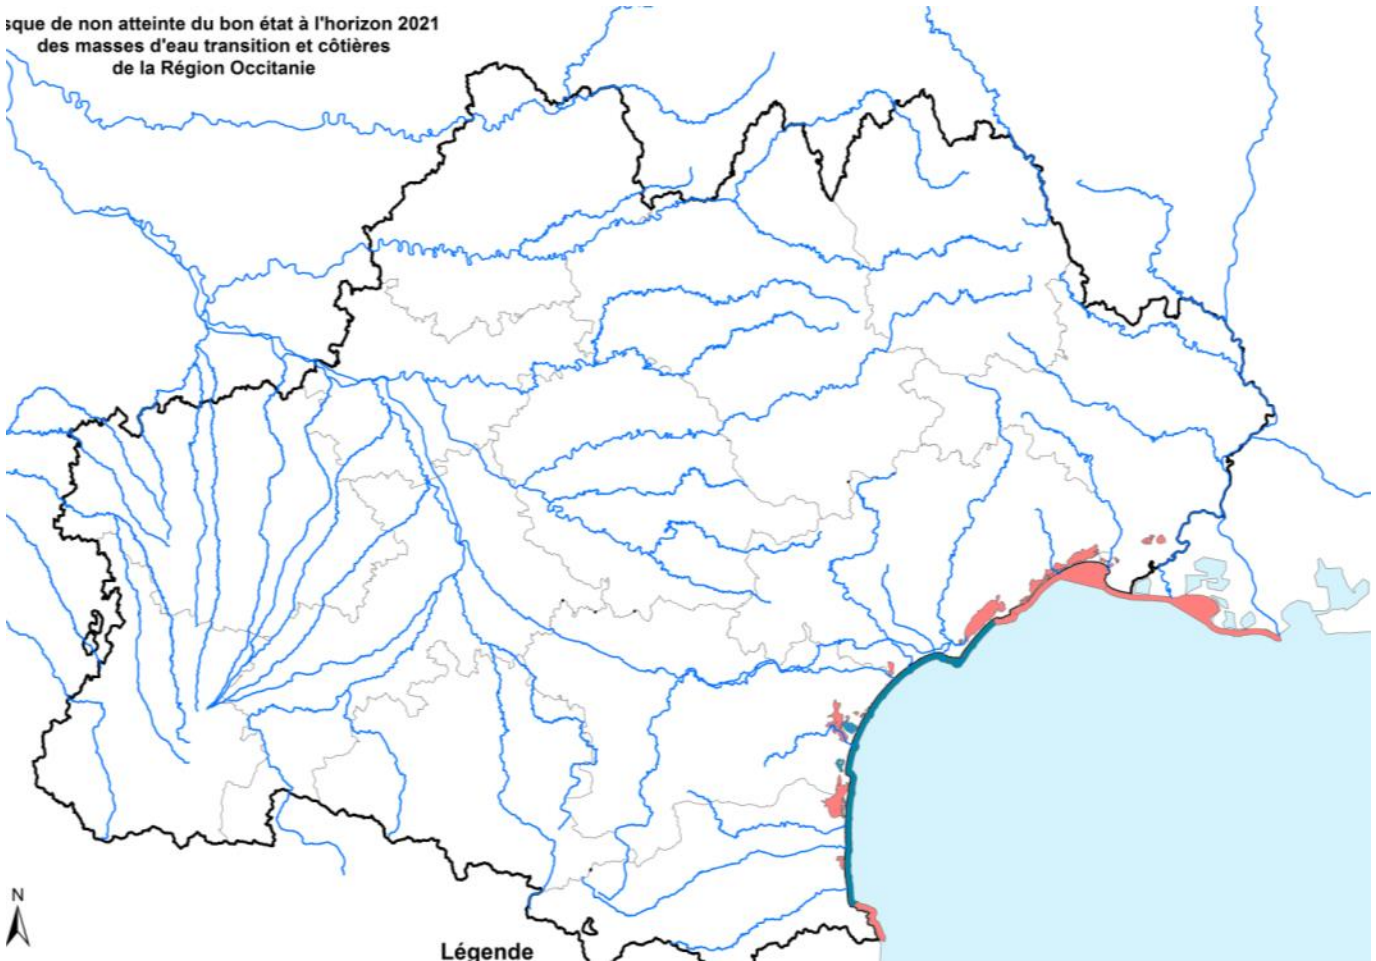 sque de non atteinte du bon état à l'horizon 2021
des masses d'eau transition et côtières
de la Région Occitanie
N
Légende